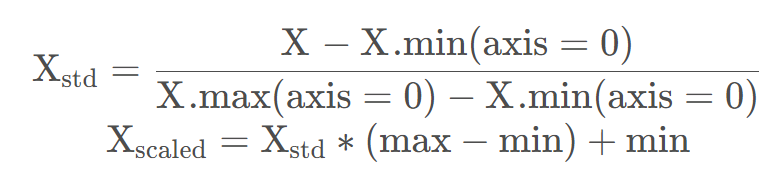 X_std = (X − X.min(axis = 0)) / (X.max(axis = 0) − X.min(axis = 0))
X_scaled = X_std ∗ (max − min) + min